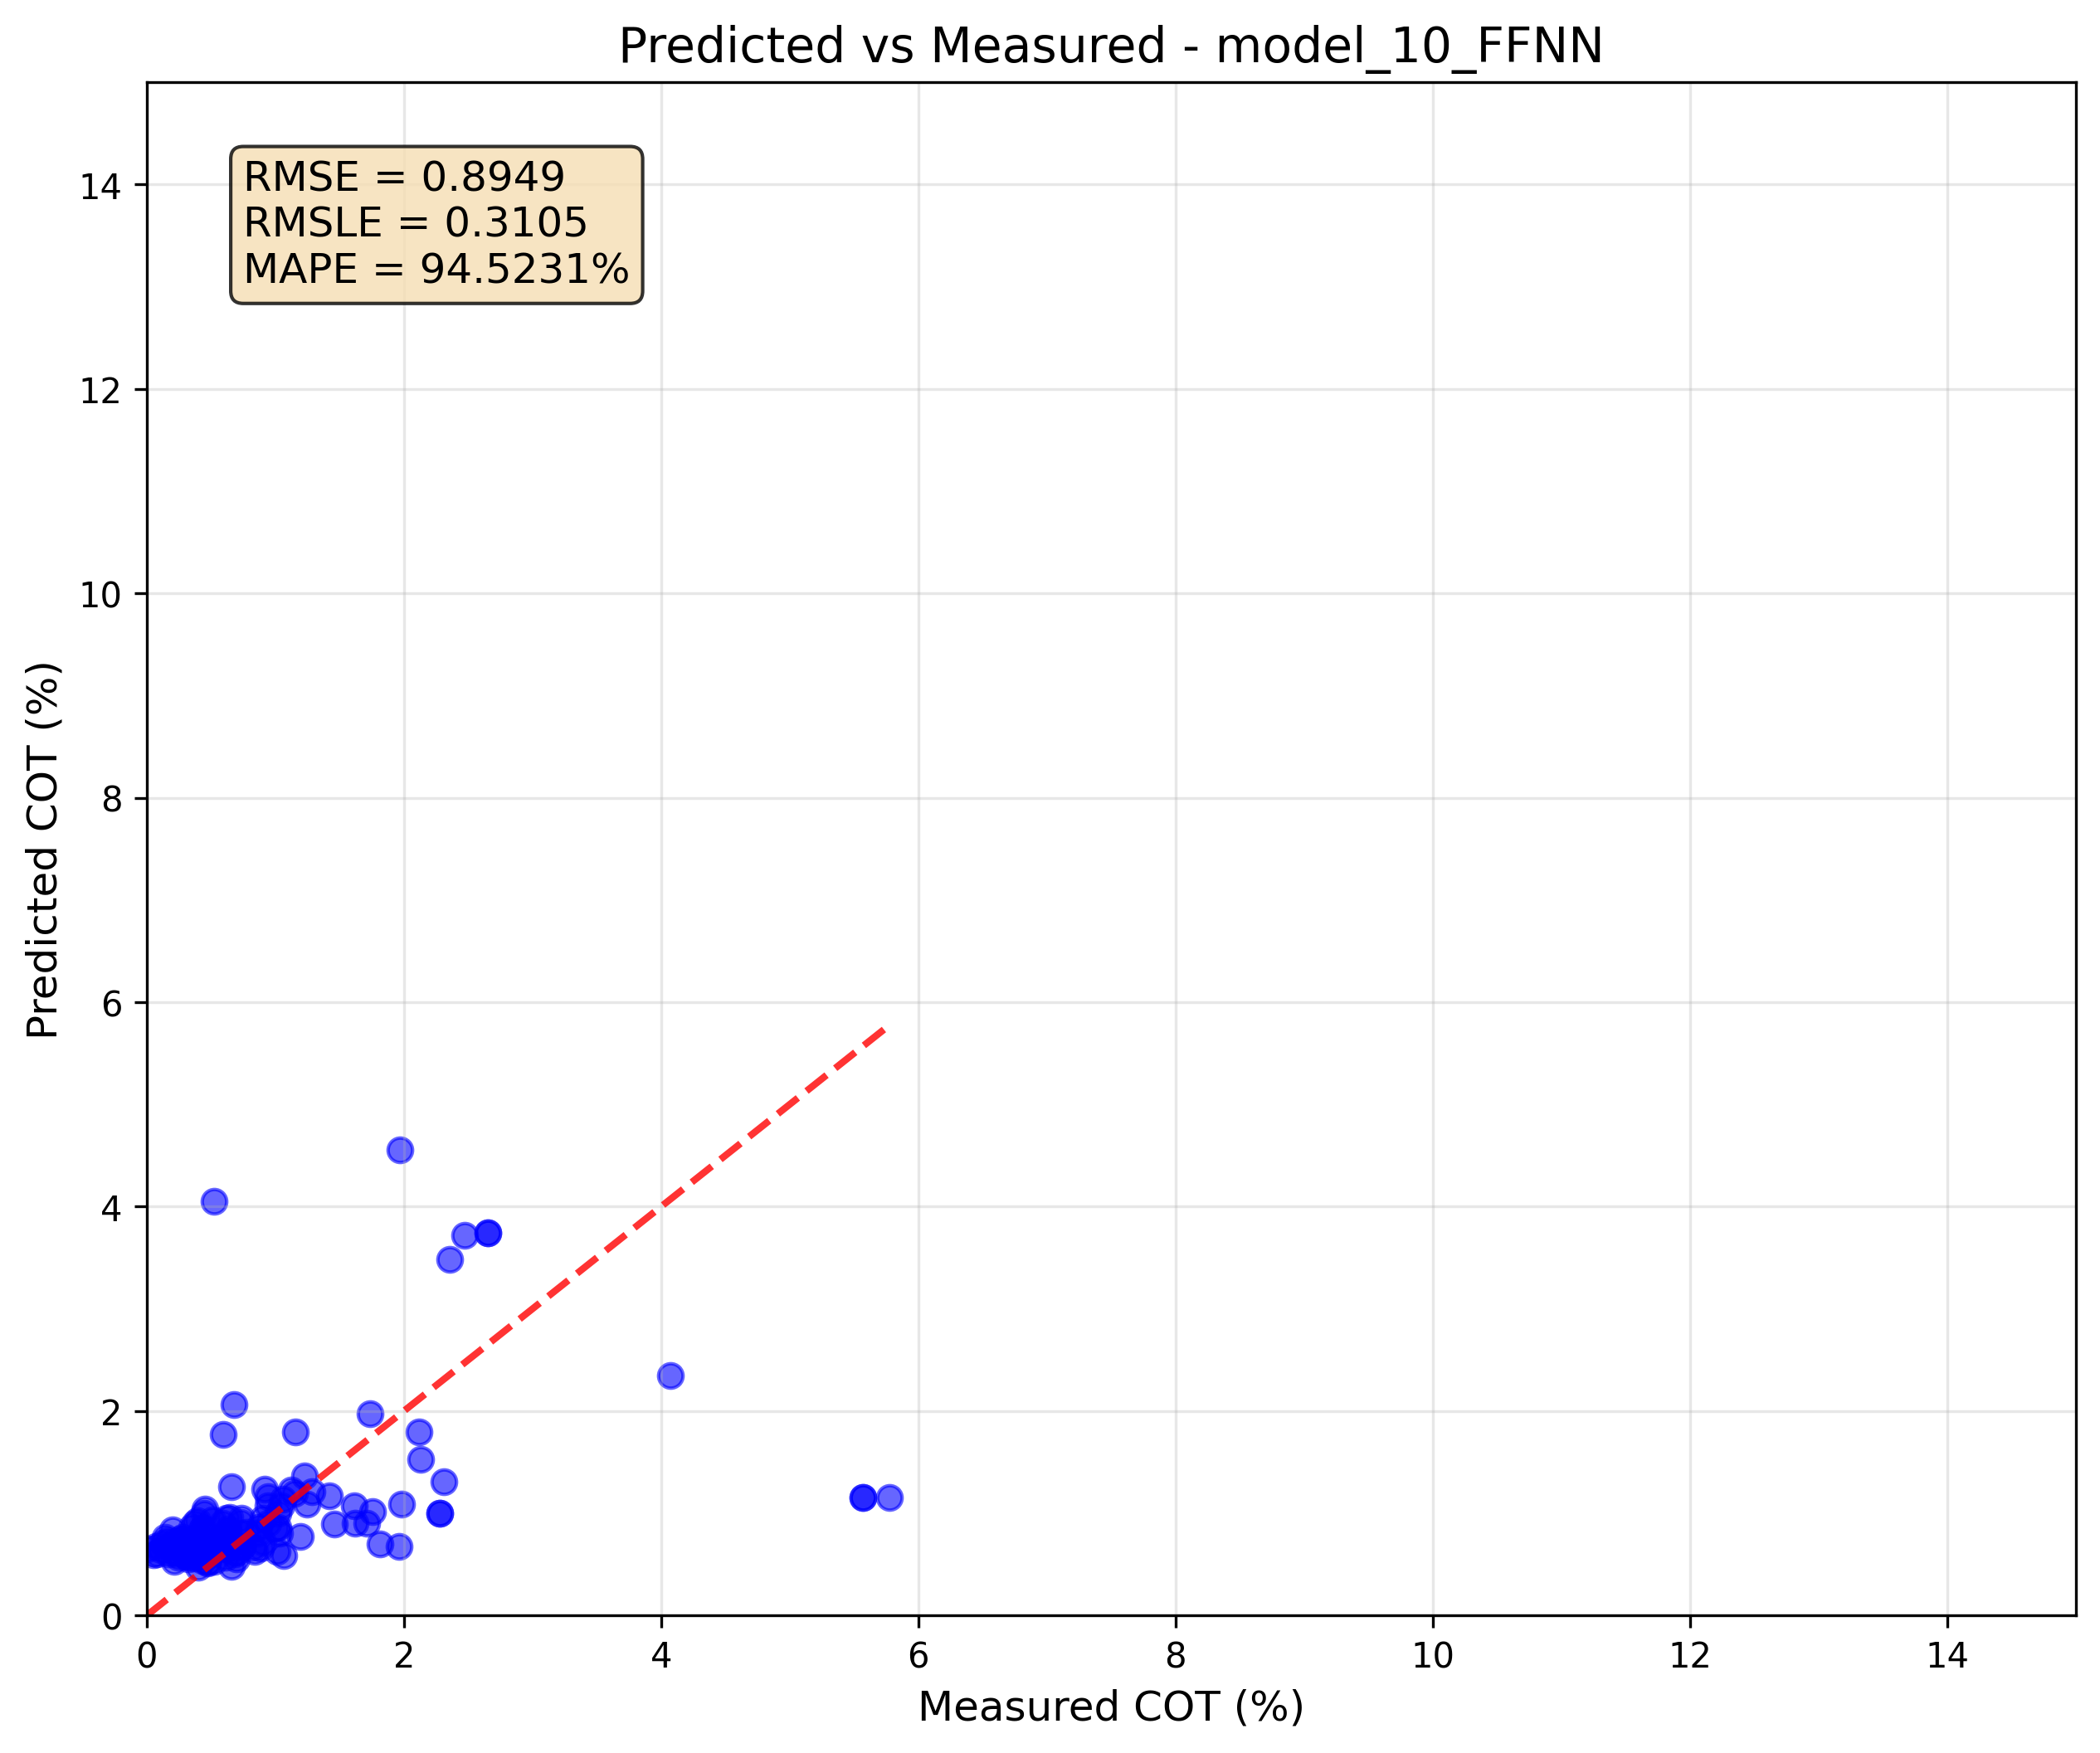 Predicted vs Measured - model_10_FFNN
RMSE = 0.8949
RMSLE = 0.3105
MAPE = 94.5231%
Predicted COT (%)
14
12
10
8
6
4
2
0
0 2 4 6 8 10 12 14
Measured COT (%)